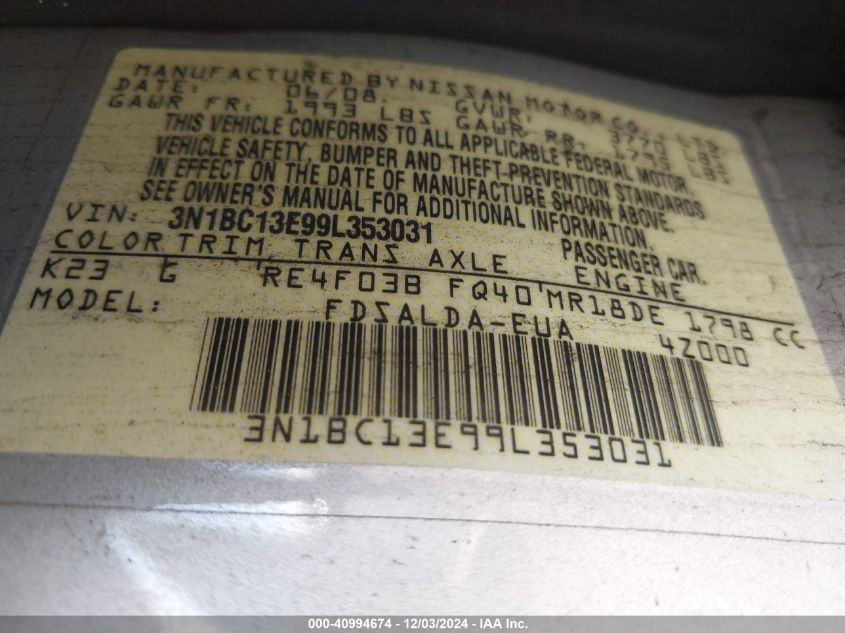 MANUFACTURED BY NISSAN MOTOR CO., LTD
DATE: 06/08 GVWR: 3770 LBS
GAWR FR: 1993 LBS GAWR RR: 1795 LBS
THIS VEHICLE CONFORMS TO ALL APPLICABLE FEDERAL MOTOR
VEHICLE SAFETY, BUMPER AND THEFT-PREVENTION STANDARDS
IN EFFECT ON THE DATE OF MANUFACTURE SHOWN ABOVE.
SEE OWNER'S MANUAL FOR ADDITIONAL INFORMATION.
VIN: 3N1BC13E99L353031 PASSENGER CAR.
COLOR TRIM TRANS AXLE ENGINE
K23 G RE4F03B FQ40 MR18DE 1798 CC
MODEL: FDSALDA-EUA 4Z000
3N1BC13E99L353031
000-40994674 - 12/03/2024 - IAA Inc.